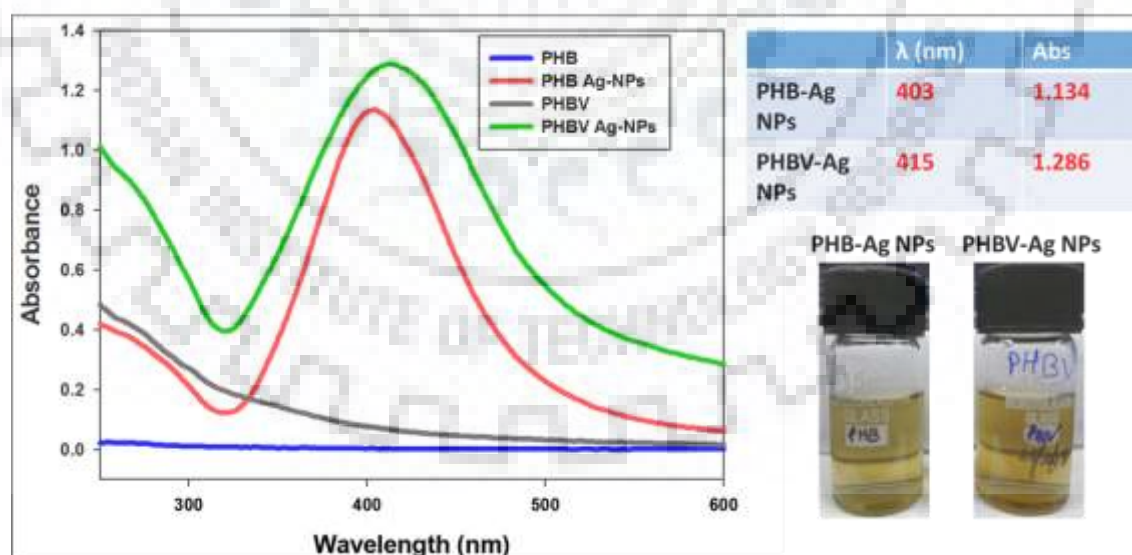 1.4
1.2
1.0
0.8
0.6
0.4
0.2
0.0
Absorbance
300
400
500
600
Wavelength (nm)
PHB
PHB Ag-NPs
PHBV
PHBV Ag-NPs
λ (nm) Abs
PHB-Ag 403 1.134
NPs
PHBV-Ag 415 1.286
NPs
PHB-Ag NPs PHBV-Ag NPs
PHB
PHBV